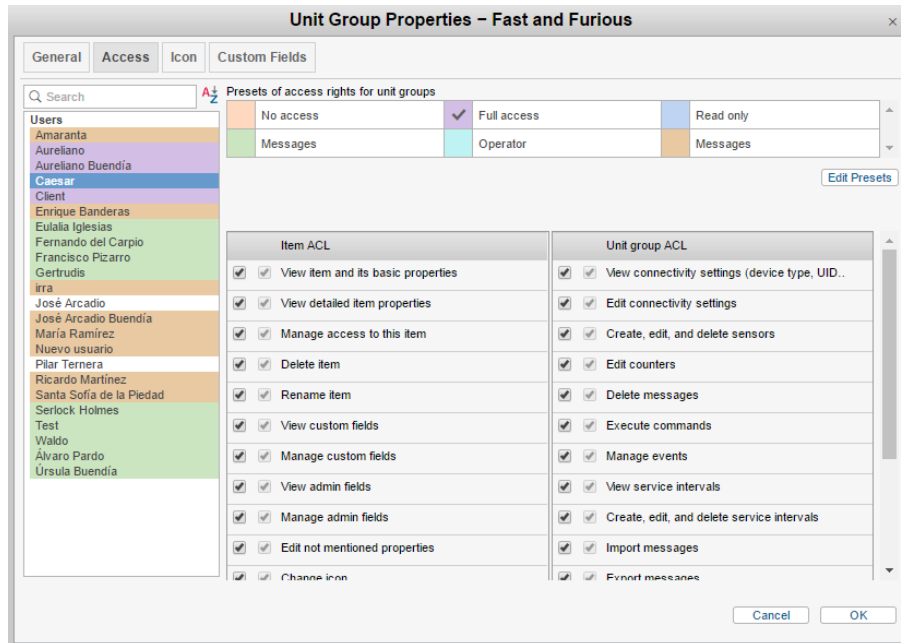 Unit Group Properties – Fast and Furious
×
General Access Icon Custom Fields
Search
Presets of access rights for unit groups
No access Full access Read only
Messages Operator Messages
Edit Presets
Users
Amaranta
Aureliano
Aureliano Buendía
Caesar
Client
Enrique Banderas
Eulalia Iglesias
Fernando del Carpio
Francisco Pizarro
Gertrudis
irra
José Arcadio
José Arcadio Buendía
María Ramírez
Nuevo usuario
Pilar Ternera
Ricardo Martínez
Santa Sofía de la Piedad
Serlock Holmes
Test
Waldo
Álvaro Pardo
Úrsula Buendía
Item ACL
View item and its basic properties
View detailed item properties
Manage access to this item
Delete item
Rename item
View custom fields
Manage custom fields
View admin fields
Manage admin fields
Edit not mentioned properties
Change icon
Unit group ACL
View connectivity settings (device type, UID..
Edit connectivity settings
Create, edit, and delete sensors
Edit counters
Delete messages
Execute commands
Manage events
View service intervals
Create, edit, and delete service intervals
Import messages
Export messages
Cancel OK